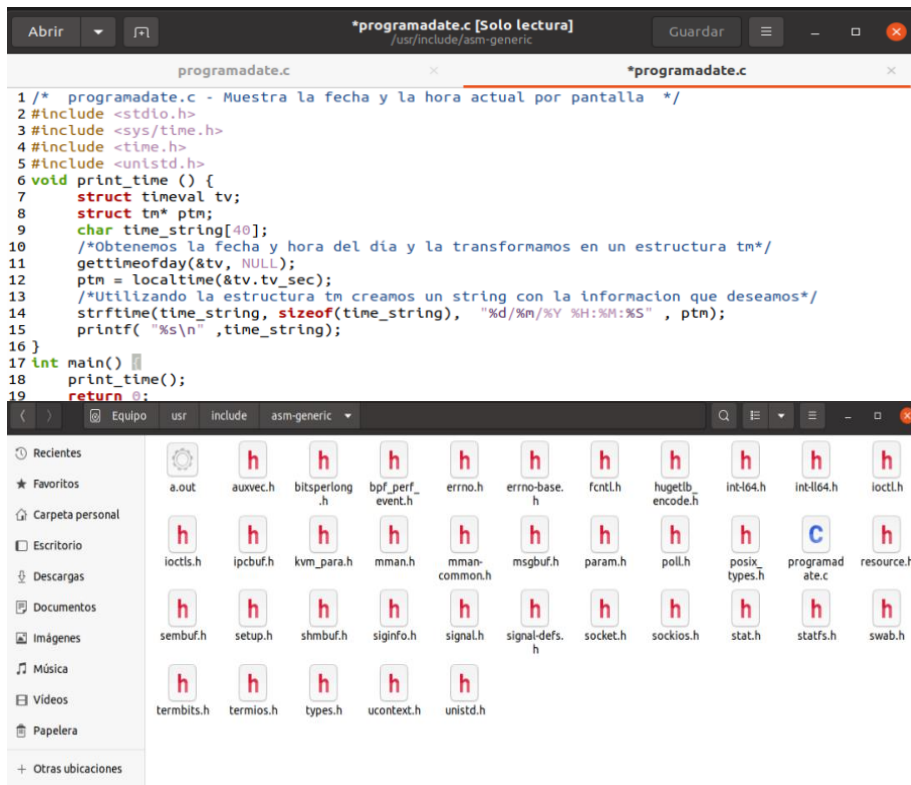 Abrir
*programadate.c [Solo lectura]
/usr/include/asm-generic
Guardar
programadate.c
*programadate.c
1 /*  programadate.c - Muestra la fecha y la hora actual por pantalla  */
2 #include <stdio.h>
3 #include <sys/time.h>
4 #include <time.h>
5 #include <unistd.h>
6 void print_time () {
7      struct timeval tv;
8      struct tm* ptm;
9      char time_string[40];
10      /*Obtenemos la fecha y hora del dia y la transformamos en un estructura tm*/
11      gettimeofday(&tv, NULL);
12      ptm = localtime(&tv.tv_sec);
13      /*Utilizando la estructura tm creamos un string con la informacion que deseamos*/
14      strftime(time_string, sizeof(time_string),  "%d/%m/%Y %H:%M:%S" , ptm);
15      printf( "%s\n" ,time_string);
16 }
17 int main() {
18     print_time();
19     return 0;
Equipo usr include asm-generic
Recientes
Favoritos
Carpeta personal
Escritorio
Descargas
Documentos
Imágenes
Música
Vídeos
Papelera
+ Otras ubicaciones
a.out auxvec.h bitsperlong.h bpf_perf_event.h errno.h errno-base.h fcntl.h hugetlb_encode.h int-l64.h int-ll64.h ioctl.h
ioctls.h ipcbuf.h kvm_para.h mman.h mman-common.h msgbuf.h param.h poll.h posix_types.h programadate.c resource.h
sembuf.h setup.h shmbuf.h siginfo.h signal.h signal-defs.h socket.h sockios.h stat.h statfs.h swab.h
termbits.h termios.h types.h ucontext.h unistd.h